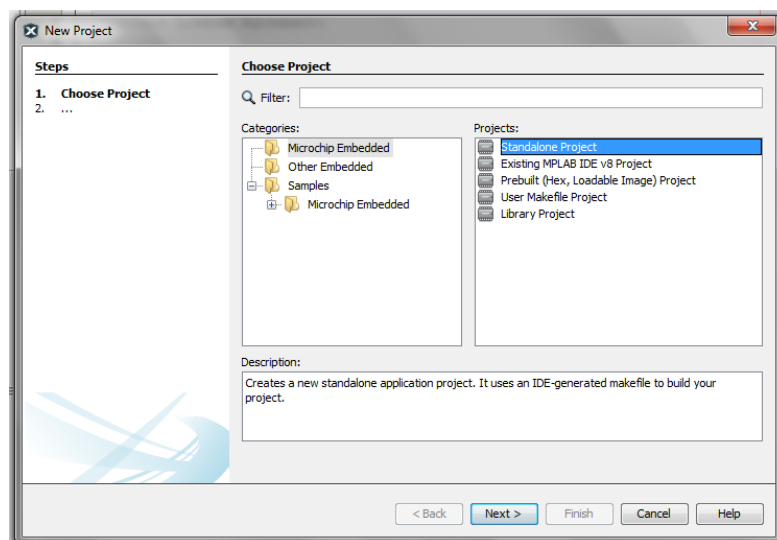 New Project
Steps
1. Choose Project
2. ...
Choose Project
Filter:
Categories:
Microchip Embedded
Other Embedded
Samples
Microchip Embedded
Projects:
Standalone Project
Existing MPLAB IDE v8 Project
Prebuilt (Hex, Loadable Image) Project
User Makefile Project
Library Project
Description:
Creates a new standalone application project. It uses an IDE-generated makefile to build your
project.
< Back
Next >
Finish
Cancel
Help